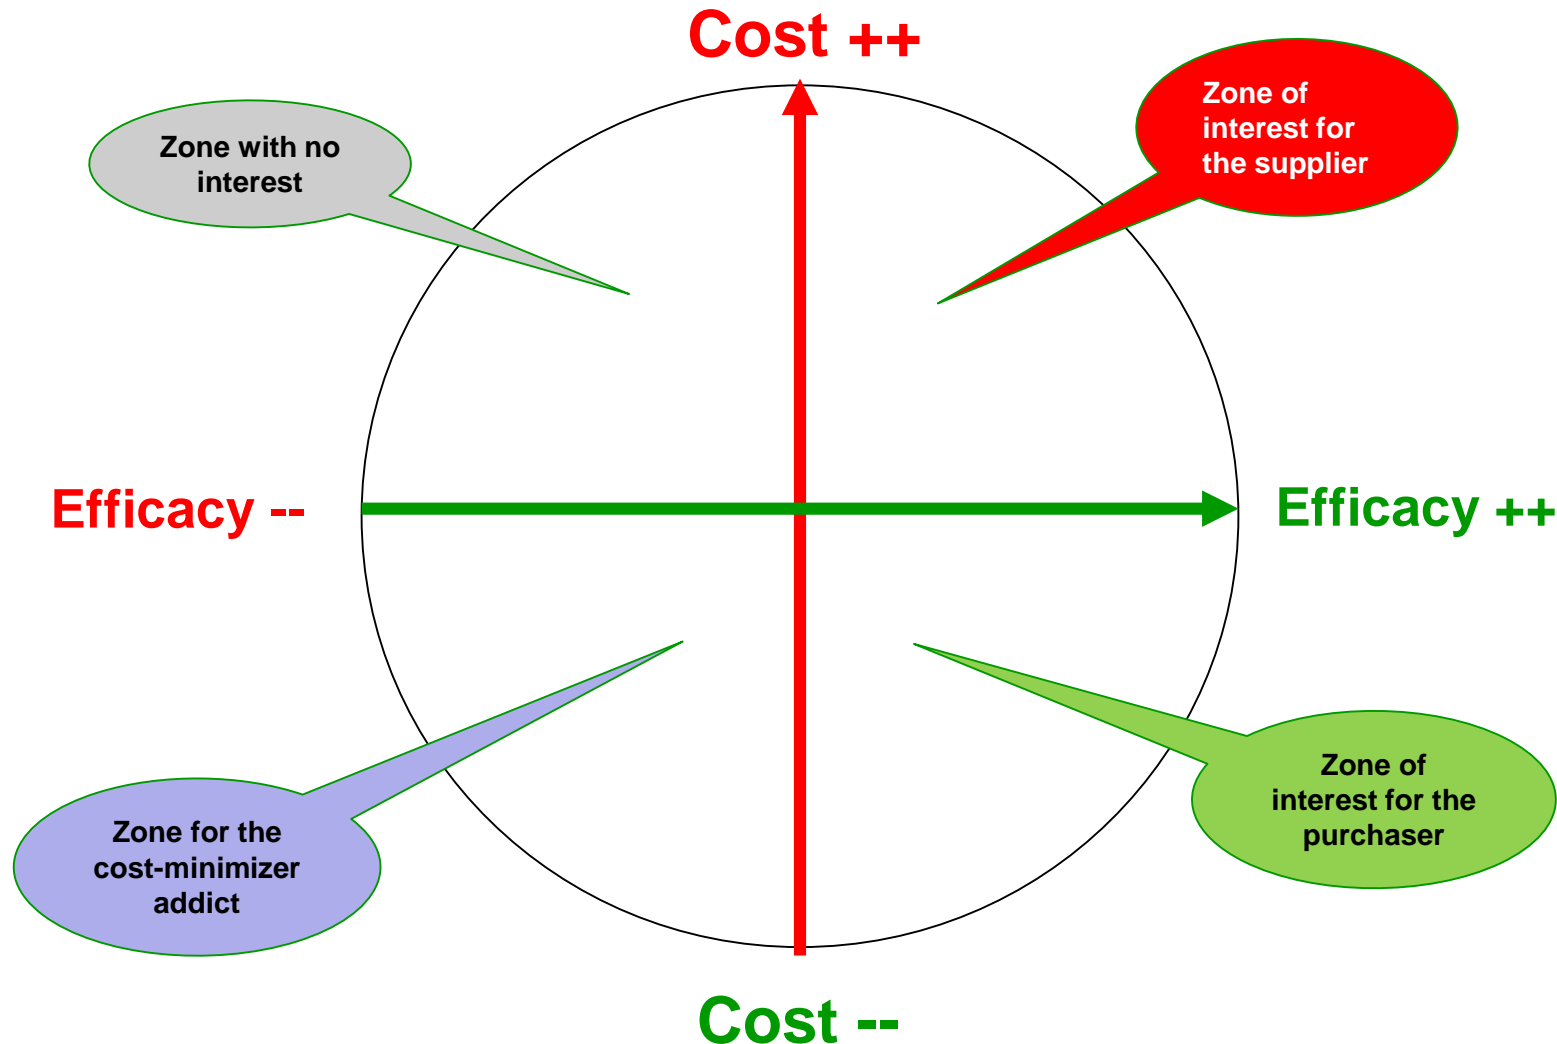 Cost ++
Zone with no
interest
Zone of
interest for
the supplier
Efficacy --
Efficacy ++
Zone for the
cost-minimizer
addict
Zone of
interest for the
purchaser
Cost --